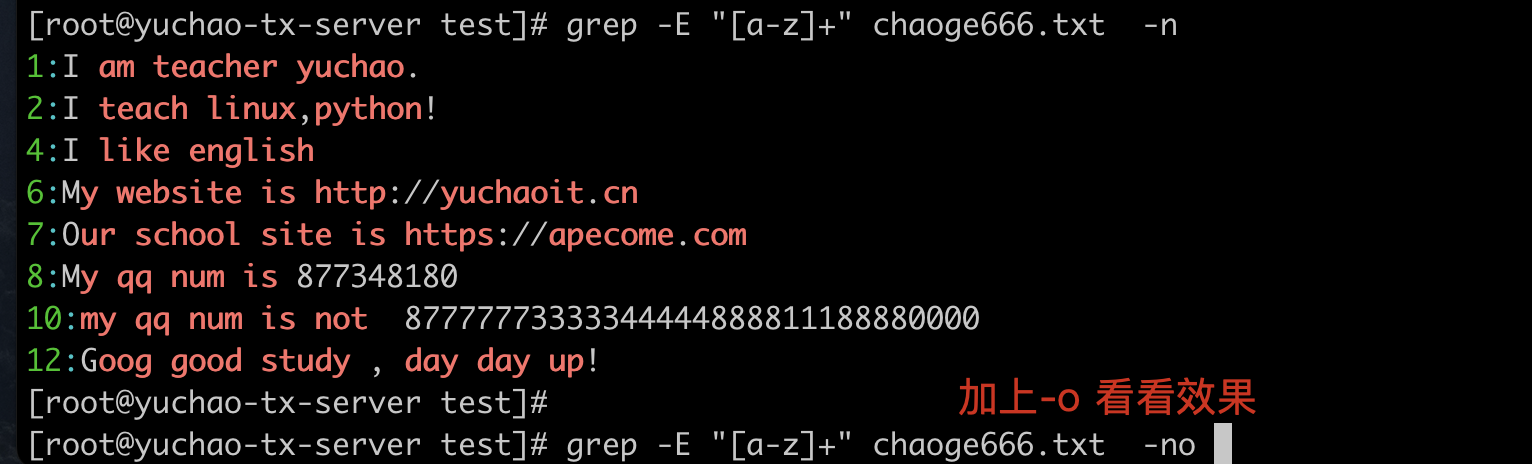 [root@yuchao-tx-server test]# grep -E "[a-z]+" chaoge666.txt  -n
1:I am teacher yuchao.
2:I teach linux,python!
4:I like english
6:My website is http://yuchaoit.cn
7:Our school site is https://apecome.com
8:My qq num is 877348180
10:my qq num is not  87777773333344444888811188880000
12:Goog good study , day day up!
[root@yuchao-tx-server test]#
加上-o 看看效果
[root@yuchao-tx-server test]# grep -E "[a-z]+" chaoge666.txt  -no